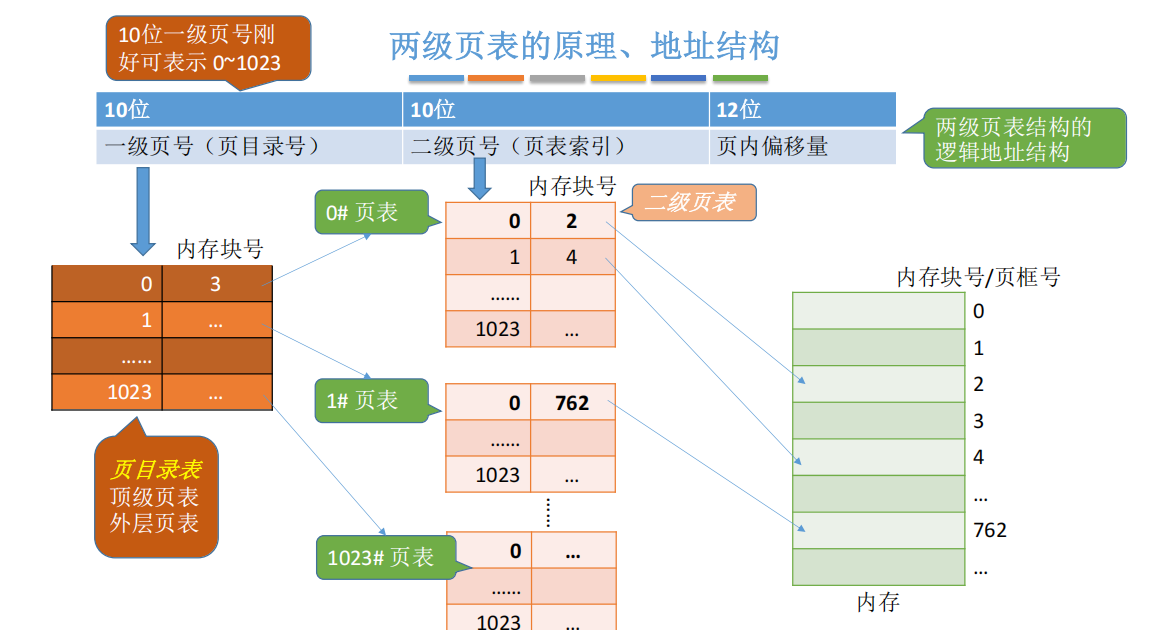 10位一级页号刚
好可表示 0~1023
两级页表的原理、地址结构
10位 10位 12位
一级页号（页目录号） 二级页号（页表索引） 页内偏移量
两级页表结构的
逻辑地址结构
内存块号
0 3
1 …
……
1023 …
页目录表
顶级页表
外层页表
内存块号
二级页表
0# 页表
0 2
1 4
……
1023 …
1# 页表
0 762
……
1023 …
1023# 页表
0 …
……
1023 …
内存块号/页框号
0
1
2
3
4
…
762
…
内存